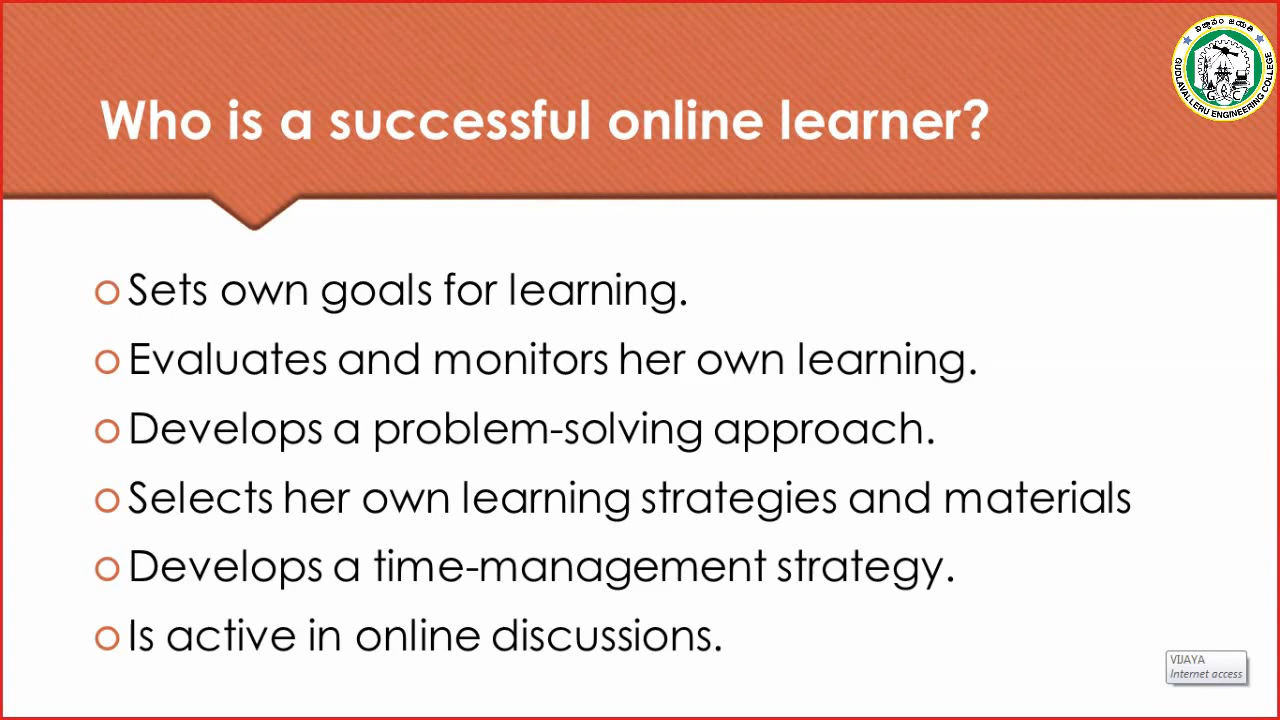 విజ్ఞానం జయతి
GUDLAVALLERU ENGINEERING COLLEGE
Who is a successful online learner?
Sets own goals for learning.
Evaluates and monitors her own learning.
Develops a problem-solving approach.
Selects her own learning strategies and materials
Develops a time-management strategy.
Is active in online discussions.
VIJAYA
Internet access